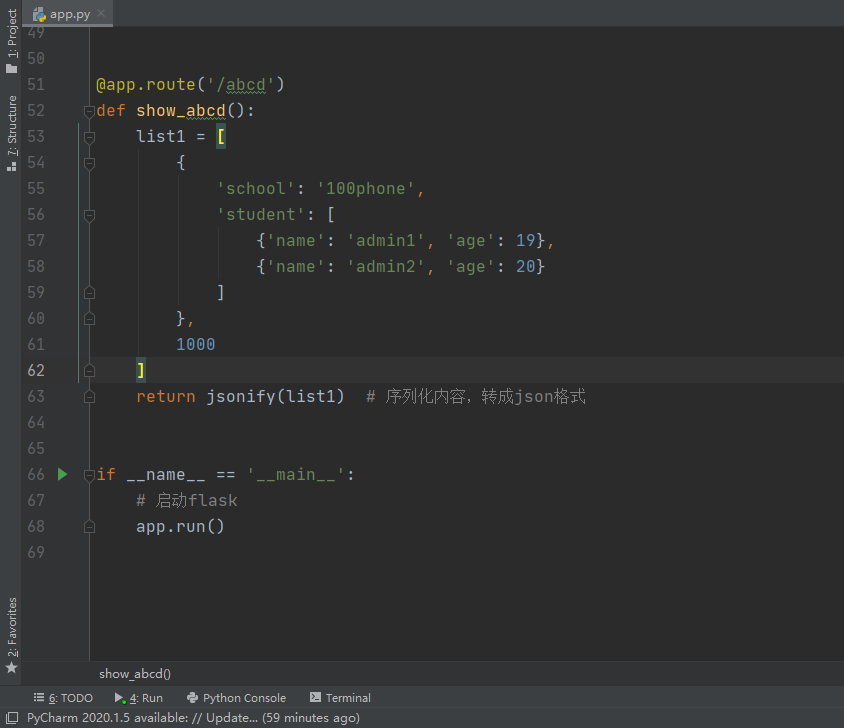 app.py
1: Project
7: Structure
2: Favorites
49
50
51 @app.route('/abcd')
52 def show_abcd():
53 list1 = [
54 {
55 'school': '100phone',
56 'student': [
57 {'name': 'admin1', 'age': 19},
58 {'name': 'admin2', 'age': 20}
59 ]
60 },
61 1000
62 ]
63 return jsonify(list1) # 序列化内容，转成json格式
64
65
66 if __name__ == '__main__':
67 # 启动flask
68 app.run()
69
show_abcd()
6: TODO 4: Run Python Console Terminal
PyCharm 2020.1.5 available: // Update... (59 minutes ago)